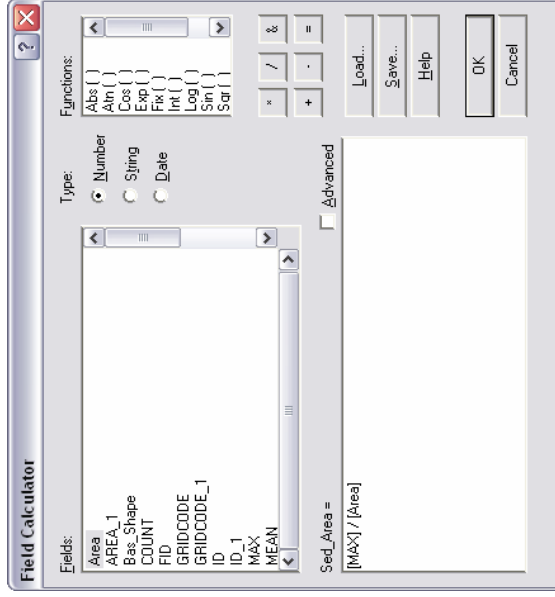 Field Calculator
Fields:
Area
AREA_1
Bas_Shape
COUNT
FID
GRIDCODE
GRIDCODE_1
ID
ID_1
MAX
MEAN
Type:
Number
String
Date
Functions:
Abs ( )
Atn ( )
Cos ( )
Exp ( )
Fix ( )
Int ( )
Log ( )
Sin ( )
Sqr ( )
* / &
+ - =
Sed_Area =
Advanced
[MAX] / [Area]
Load...
Save...
Help
OK
Cancel